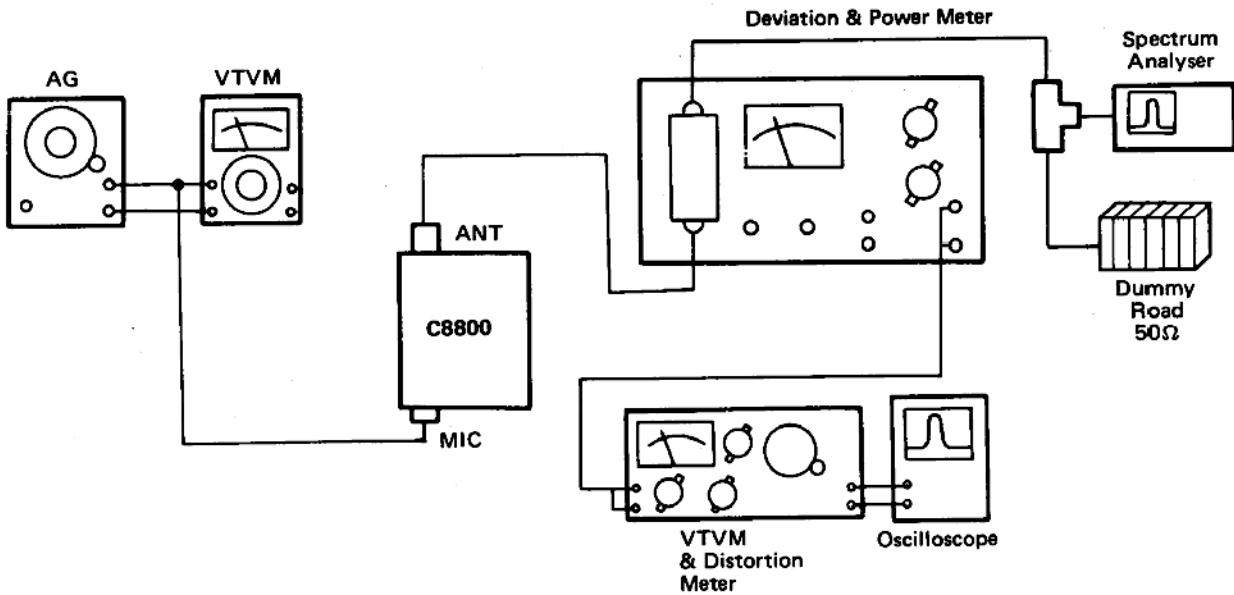 Deviation & Power Meter
Spectrum
Analyser
AG
VTVM
ANT
C8800
MIC
Dummy
Road
50Ω
VTVM
& Distortion
Meter
Oscilloscope